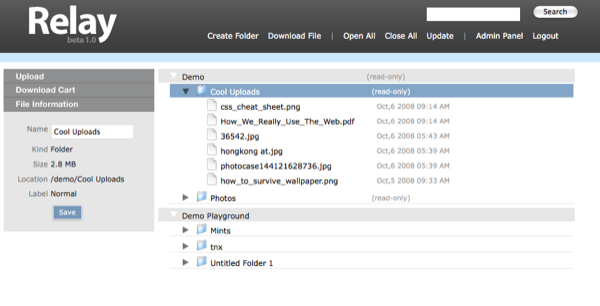 Relay
beta 1.0
Search
Create Folder Download File | Open All Close All Update | Admin Panel Logout
Upload
Download Cart
File Information
Name Cool Uploads
Kind Folder
Size 2.8 MB
Location /demo/Cool Uploads
Label Normal
Save
Demo (read-only)
Cool Uploads (read-only)
css_cheat_sheet.png Oct,6 2008 09:14 AM
How_We_Really_Use_The_Web.pdf Oct,6 2008 09:14 AM
36542.jpg Oct,6 2008 05:43 AM
hongkong at.jpg Oct,6 2008 05:39 AM
photocase144121628736.jpg Oct,6 2008 05:39 AM
how_to_survive_wallpaper.png Oct,5 2008 09:33 AM
Photos (read-only)
Demo Playground
Mints
tnx
Untitled Folder 1